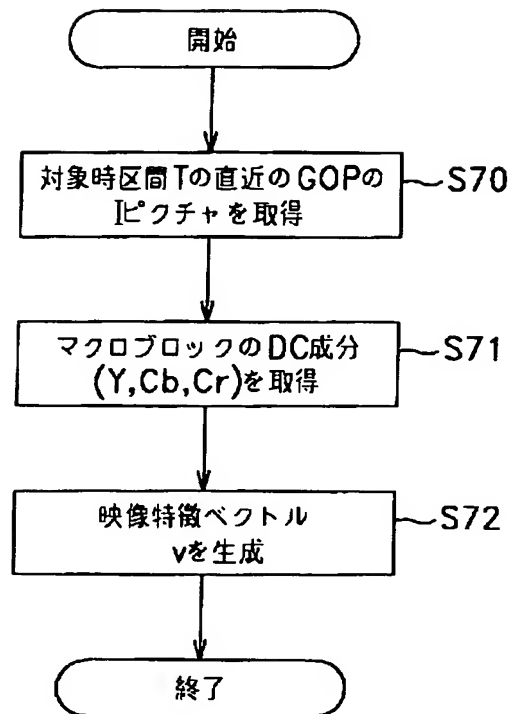 開始
対象時区間Tの直近のGOPの
Iピクチャを取得
S70
マクロブロックのDC成分
(Y,Cb,Cr)を取得
S71
映像特徴ベクトル
vを生成
S72
終了